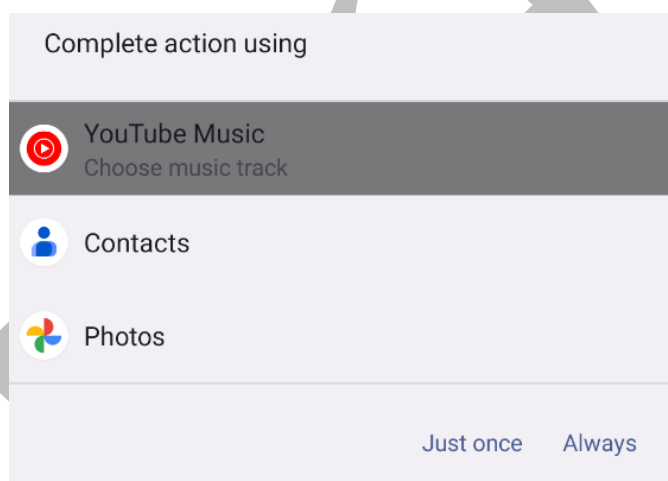 Complete action using
YouTube Music
Choose music track
Contacts
Photos
Just once Always